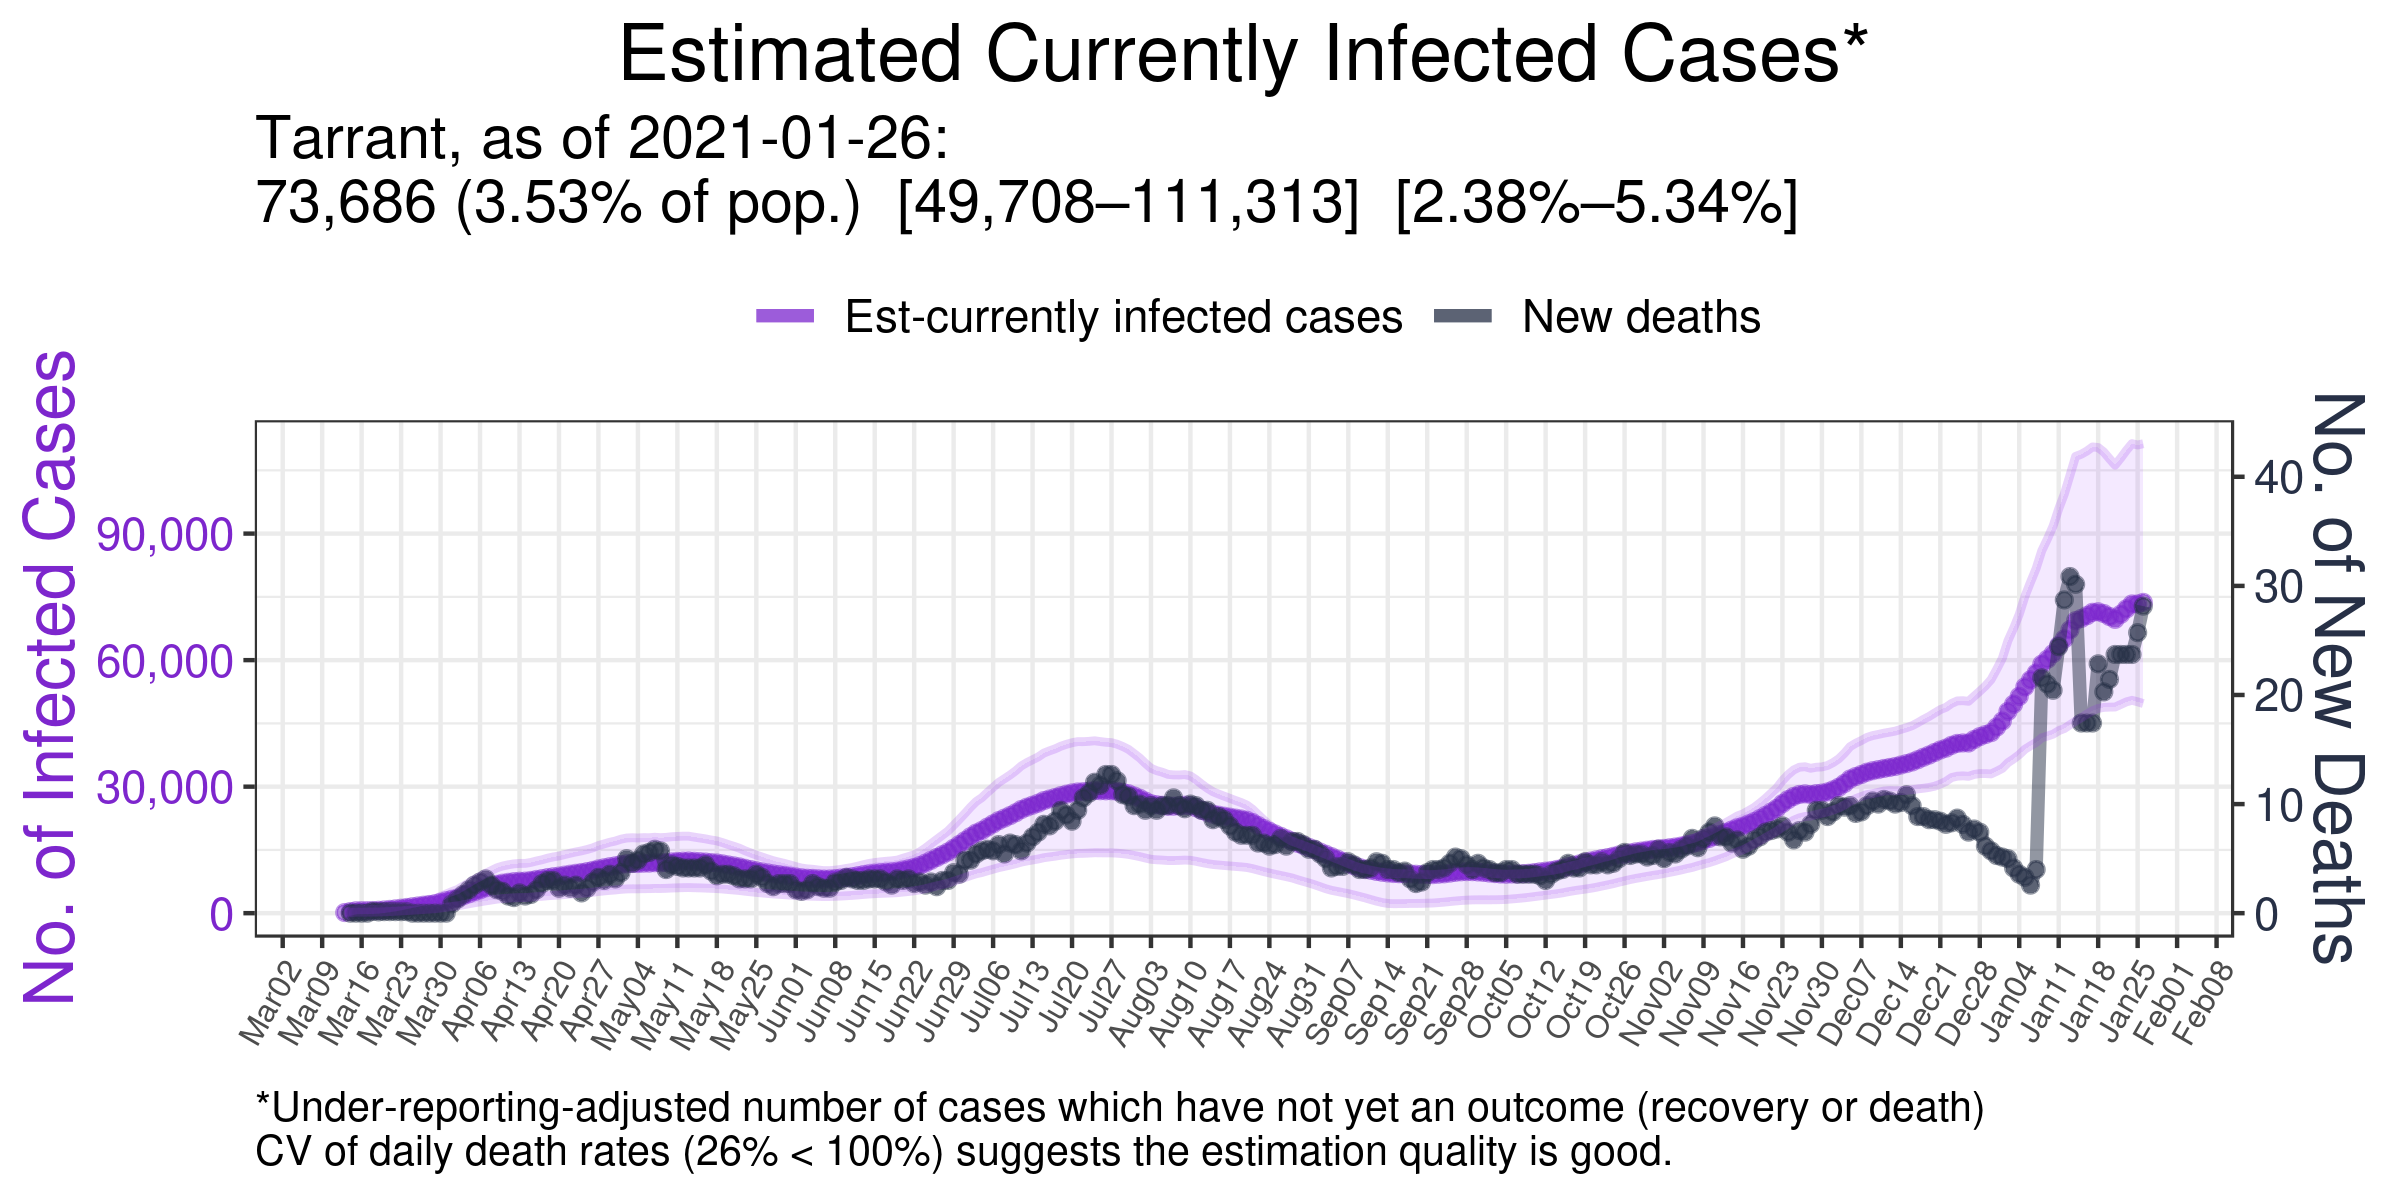 Estimated Currently Infected Cases*
Tarrant, as of 2021-01-26:
73,686 (3.53% of pop.) [49,708–111,313] [2.38%–5.34%]
Est-currently infected cases New deaths
No. of Infected Cases
90,000
60,000
30,000
0
40
30
20
10
0
No. of New Deaths
Mar02 Mar09 Mar16 Mar23 Mar30 Apr06 Apr13 Apr20 Apr27 May04 May11 May18 May25 Jun01 Jun08 Jun15 Jun22 Jun29 Jul06 Jul13 Jul20 Jul27 Aug03 Aug10 Aug17 Aug24 Aug31 Sep07 Sep14 Sep21 Sep28 Oct05 Oct12 Oct19 Oct26 Nov02 Nov09 Nov16 Nov23 Nov30 Dec07 Dec14 Dec21 Dec28 Jan04 Jan11 Jan18 Jan25 Feb01 Feb08
*Under-reporting-adjusted number of cases which have not yet an outcome (recovery or death)
CV of daily death rates (26% < 100%) suggests the estimation quality is good.